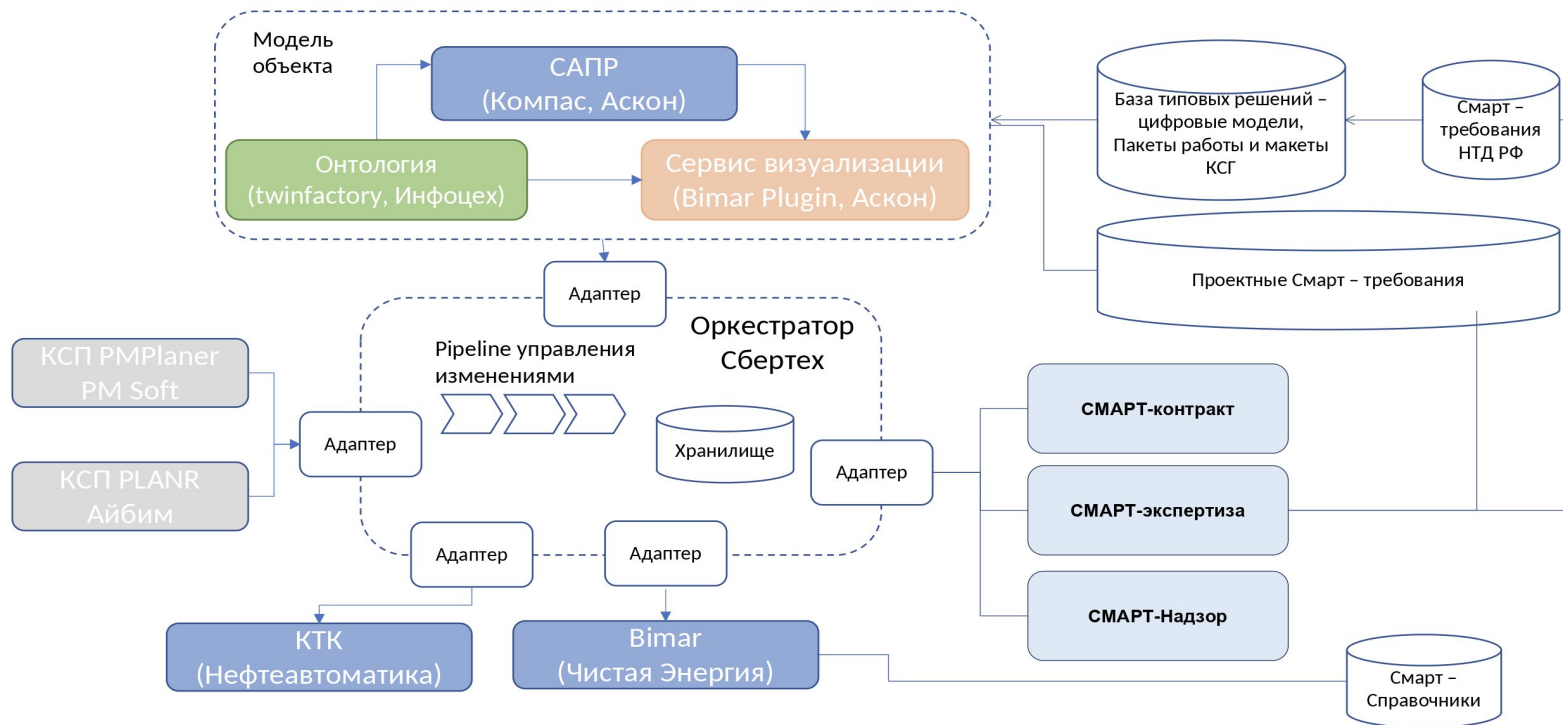 Модель
объекта
САПР
(Компас, Аскон)
Онтология
(twinfactory, Инфоцех)
Сервис визуализации
(Bimar Plugin, Аскон)
База типовых решений –
цифровые модели,
Пакеты работы и макеты
КСГ
Смарт –
требования
НТД РФ
Проектные Смарт – требования
Адаптер
Оркестратор
Сбертех
Pipeline управления
изменениями
Хранилище
КСП PMPlaner
PM Soft
КСП PLANR
Айбим
Адаптер
Адаптер
Адаптер
Адаптер
СМАРТ-контракт
СМАРТ-экспертиза
СМАРТ-Надзор
КТК
(Нефтеавтоматика)
Bimar
(Чистая Энергия)
Смарт –
Справочники